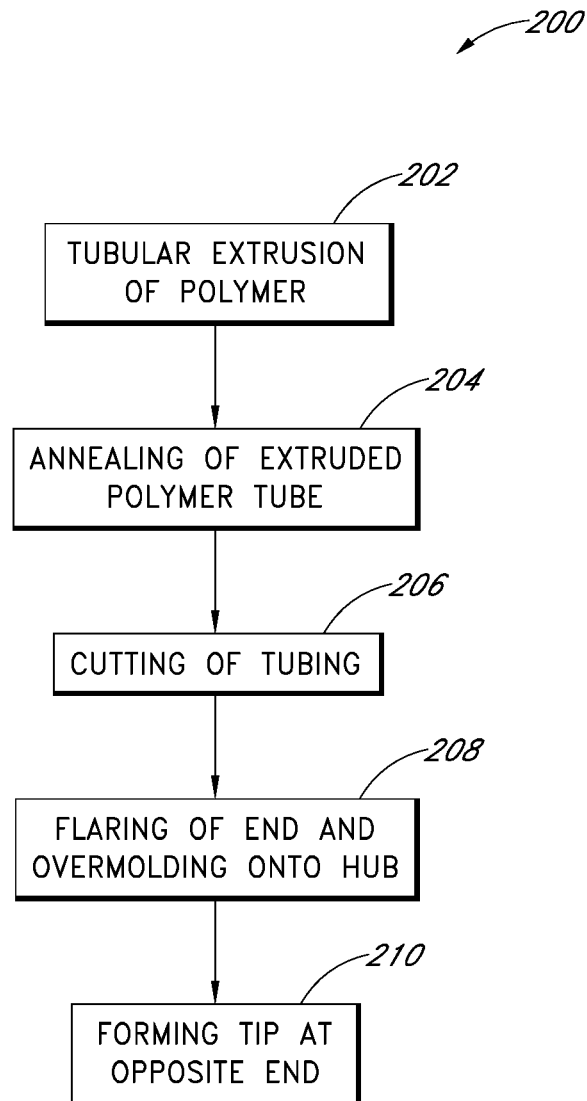 200
202
TUBULAR EXTRUSION
OF POLYMER
204
ANNEALING OF EXTRUDED
POLYMER TUBE
206
CUTTING OF TUBING
208
FLARING OF END AND
OVERMOLDING ONTO HUB
210
FORMING TIP AT
OPPOSITE END